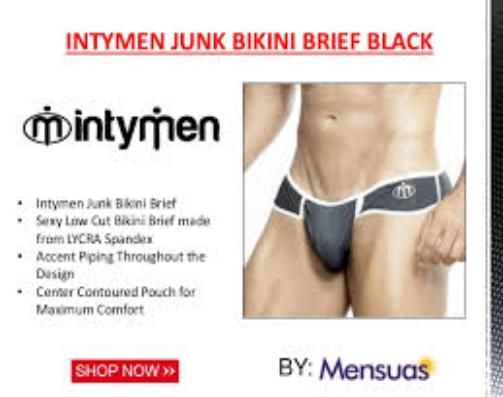 INTYMEN JUNK BIKINI BRIEF BLACK
intymen
• Intymen Junk Bikini Brief
• Sexy Low Cut Bikini Brief made
from LYCRA Spandex
• Accent Piping Throughout the
Design
• Center Contoured Pouch for
Maximum Comfort
SHOP NOW »
BY: Mensuas